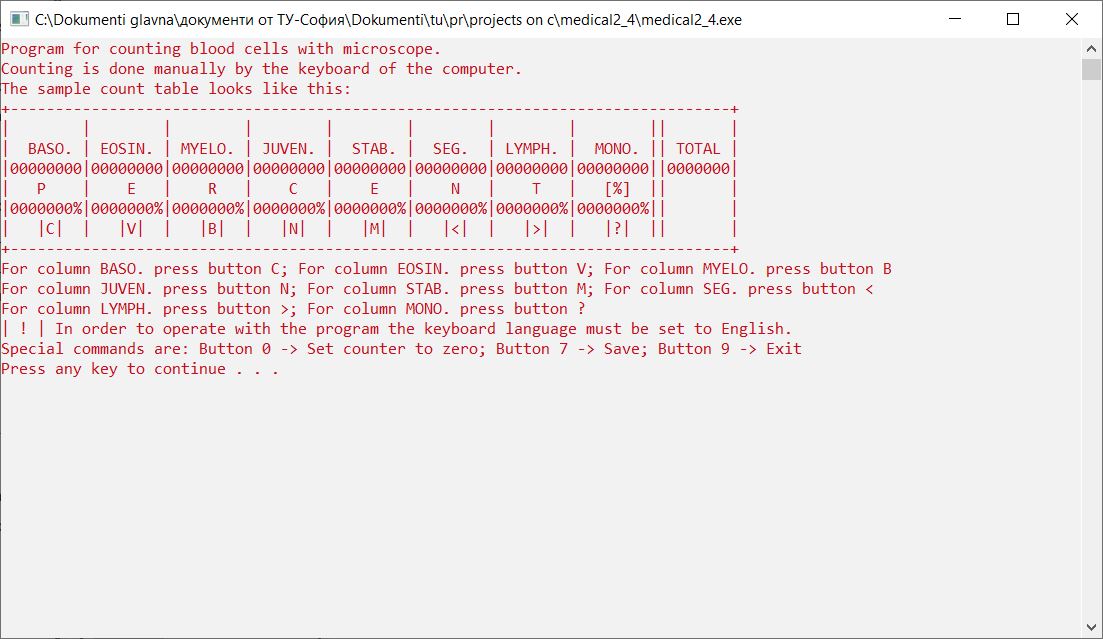 C:\Dokumenti glavna\документи от ТУ-София\Dokumenti\tu\pr\projects on c\medical2_4\medical2_4.exe
Program for counting blood cells with microscope.
Counting is done manually by the keyboard of the computer.
The sample count table looks like this:
+--------------------------------------------------------------------------------+
|        |        |        |        |        |        |        |        ||       |
|  BASO. | EOSIN. | MYELO. | JUVEN. |  STAB. |  SEG.  | LYMPH. |  MONO. || TOTAL |
|00000000|00000000|00000000|00000000|00000000|00000000|00000000|00000000||0000000|
|   P    |    E   |    R   |    C   |    E   |    N   |    T   |   [%]  ||       |
|0000000%|0000000%|0000000%|0000000%|0000000%|0000000%|0000000%|0000000%||       |
|   |C|  |   |V|  |   |B|  |   |N|  |   |M|  |   |<|  |   |>|  |   |?|  ||       |
+--------------------------------------------------------------------------------+
For column BASO. press button C; For column EOSIN. press button V; For column MYELO. press button B
For column JUVEN. press button N; For column STAB. press button M; For column SEG. press button <
For column LYMPH. press button >; For column MONO. press button ?
| ! | In order to operate with the program the keyboard language must be set to English.
Special commands are: Button 0 -> Set counter to zero; Button 7 -> Save; Button 9 -> Exit
Press any key to continue . . .